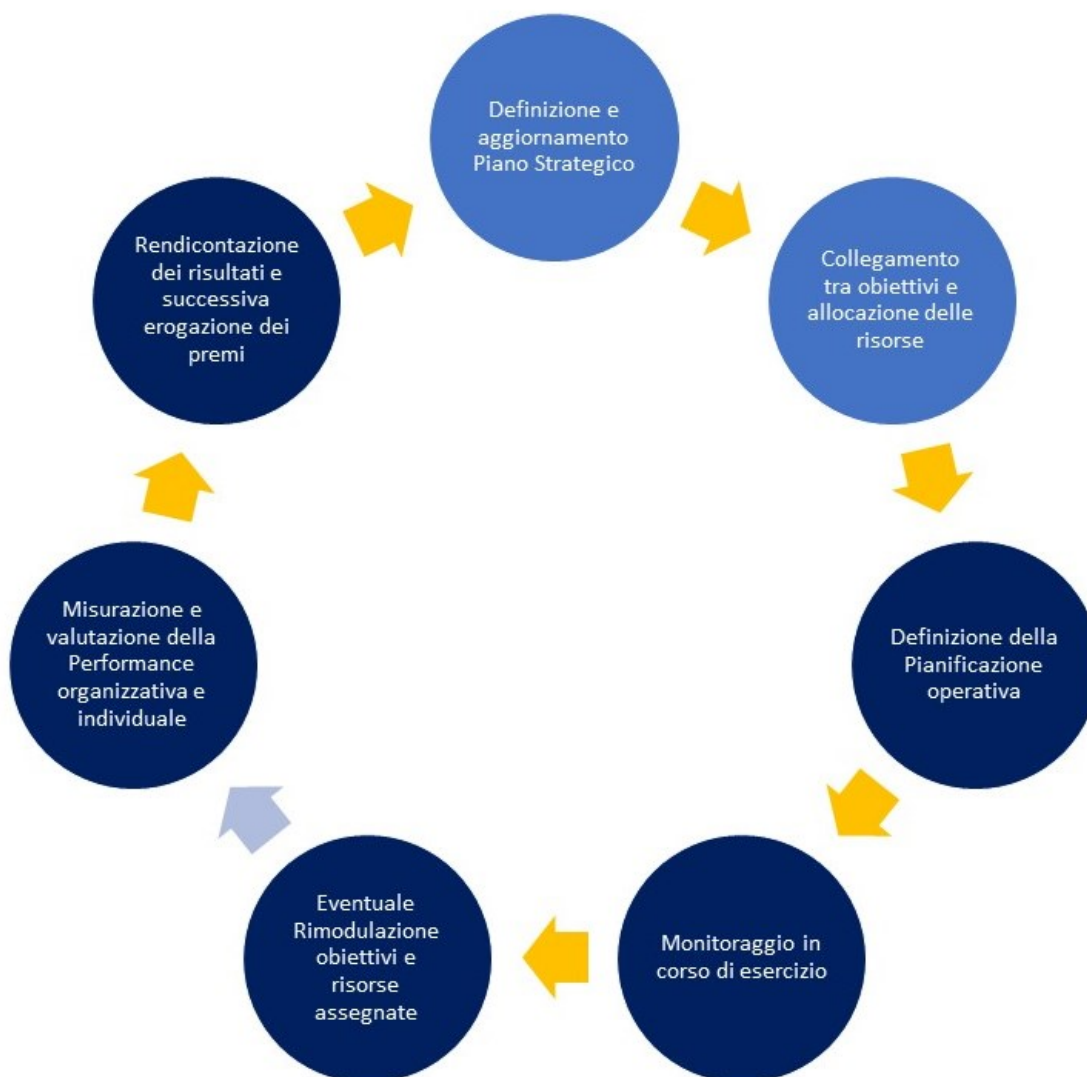 Definizione e
aggiornamento
Piano Strategico
Collegamento
tra obiettivi e
allocazione delle
risorse
Definizione della
Pianificazione
operativa
Monitoraggio in
corso di esercizio
Eventuale
Rimodulazione
obiettivi e
risorse
assegnate
Misurazione e
valutazione della
Performance
organizzativa e
individuale
Rendicontazione
dei risultati e
successiva
erogazione dei
premi